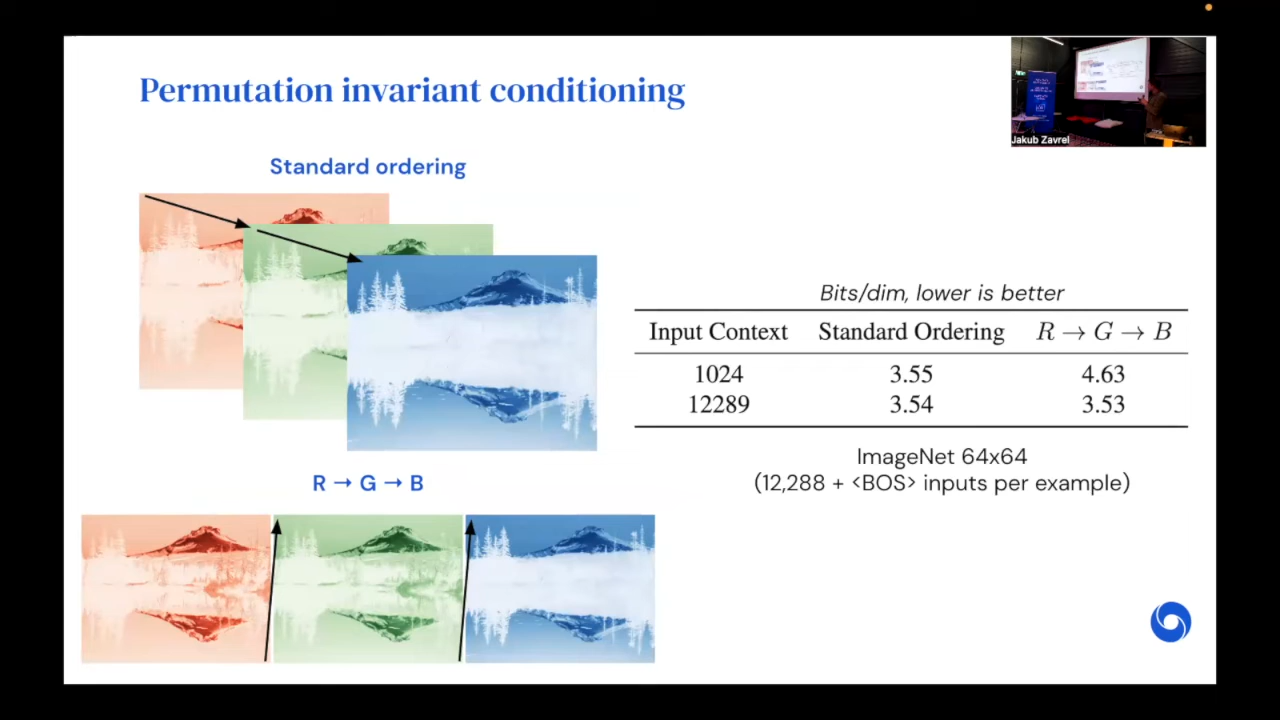 Permutation invariant conditioning
Jakub Zavrel
Standard ordering
R → G → B
Bits/dim, lower is better
Input Context Standard Ordering R → G → B
1024 3.55 4.63
12289 3.54 3.53
ImageNet 64x64
(12,288 + <BOS> inputs per example)